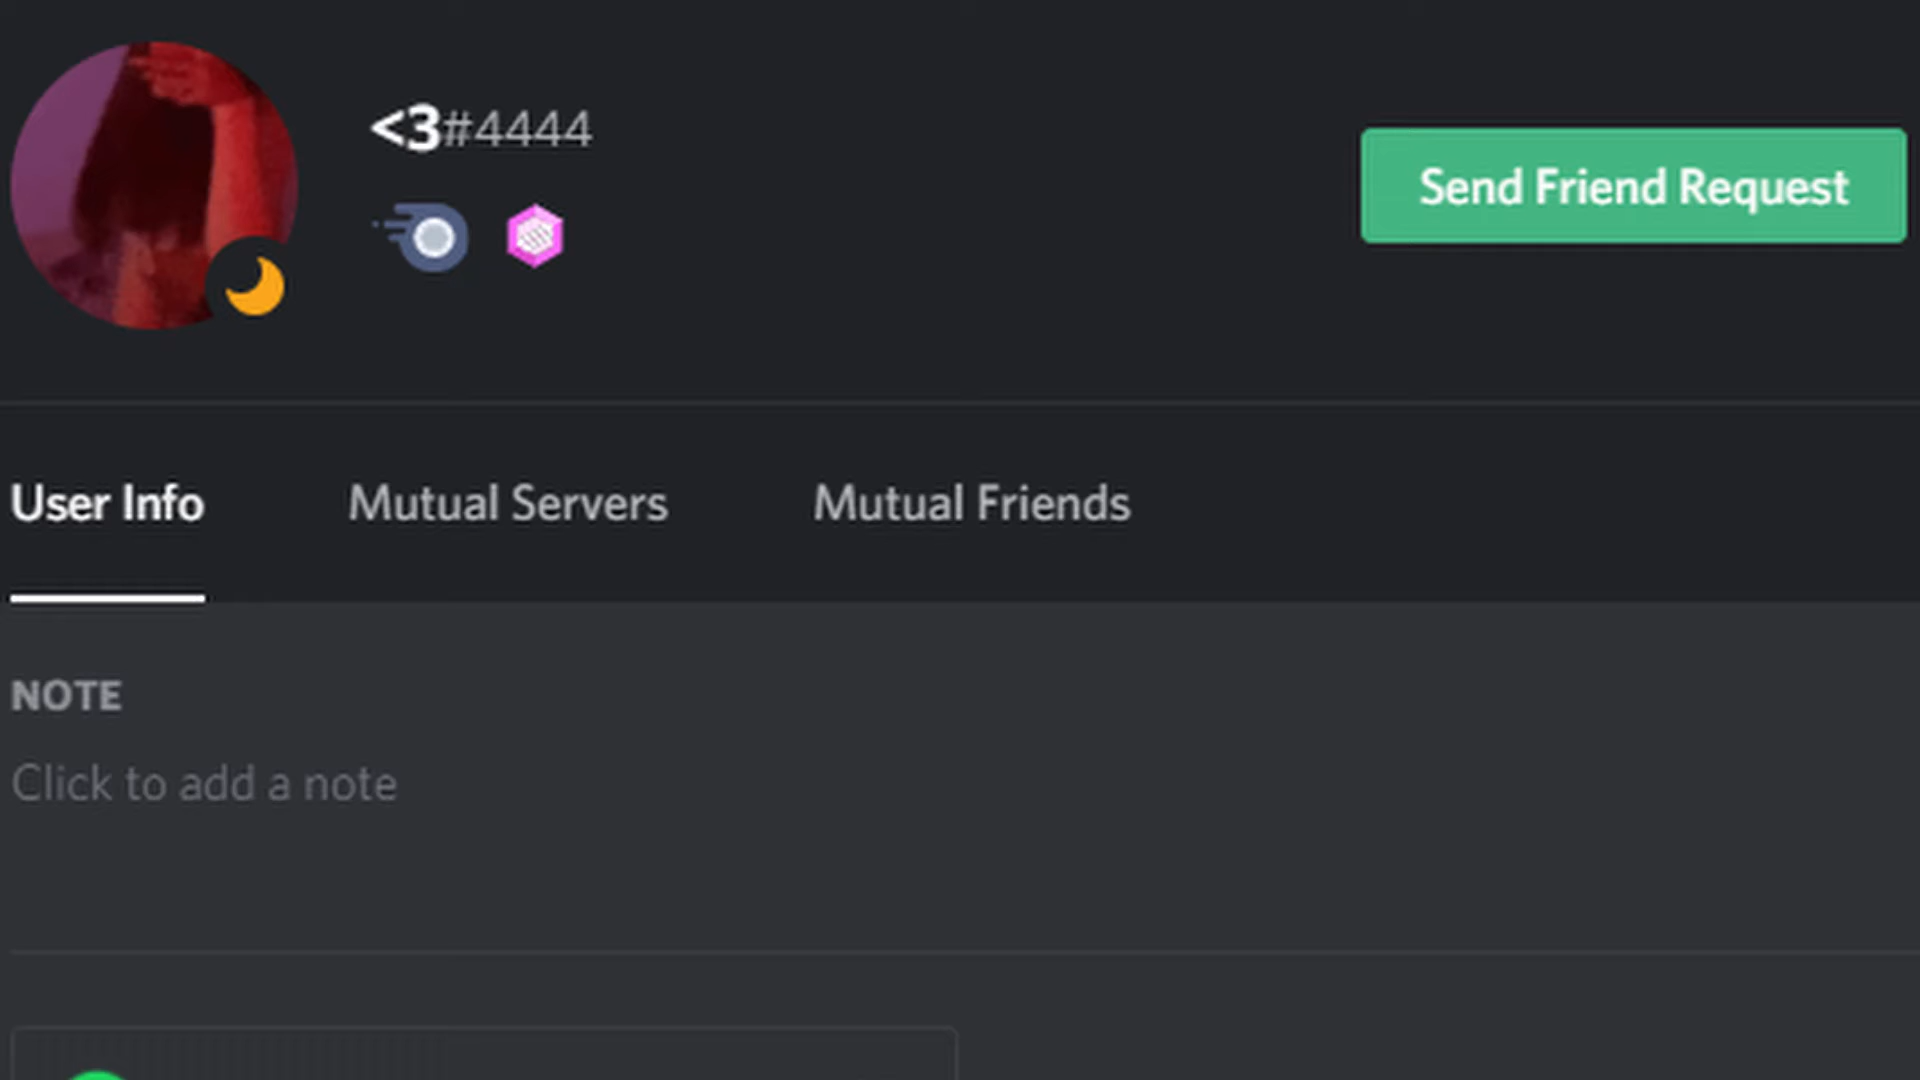 <3#4444
Send Friend Request
User Info
Mutual Servers
Mutual Friends
NOTE
Click to add a note